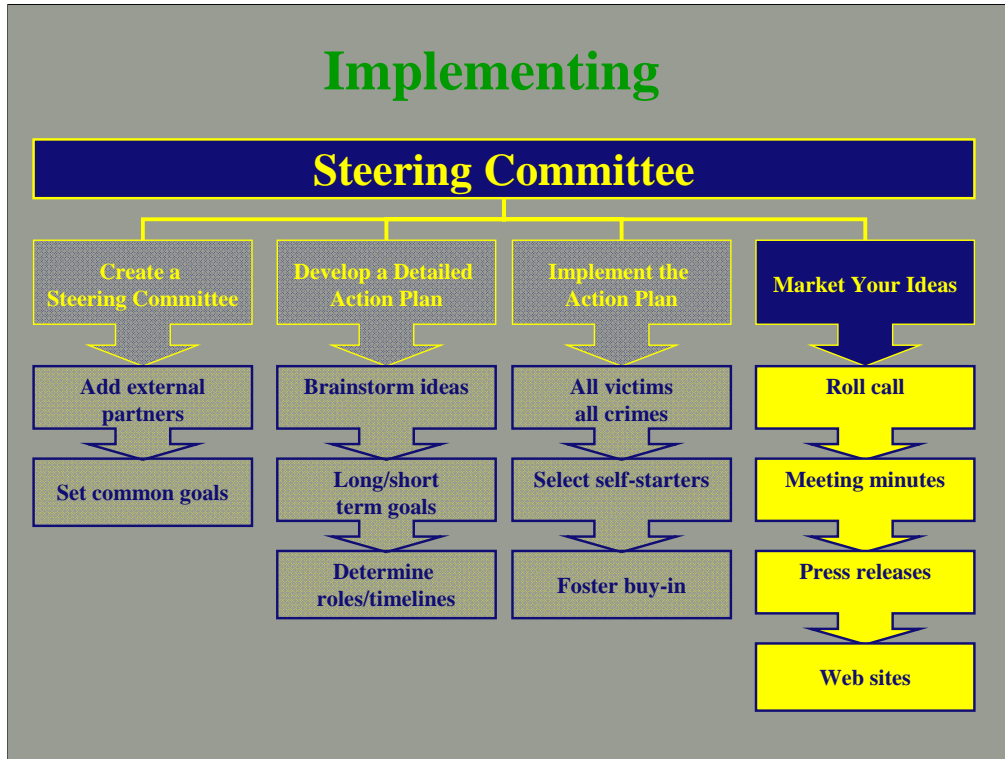 Implementing
Steering Committee
Create a
Steering Committee
Develop a Detailed
Action Plan
Implement the
Action Plan
Market Your Ideas
Add external
partners
Set common goals
Brainstorm ideas
Long/short
term goals
Determine
roles/timelines
All victims
all crimes
Select self-starters
Foster buy-in
Roll call
Meeting minutes
Press releases
Web sites